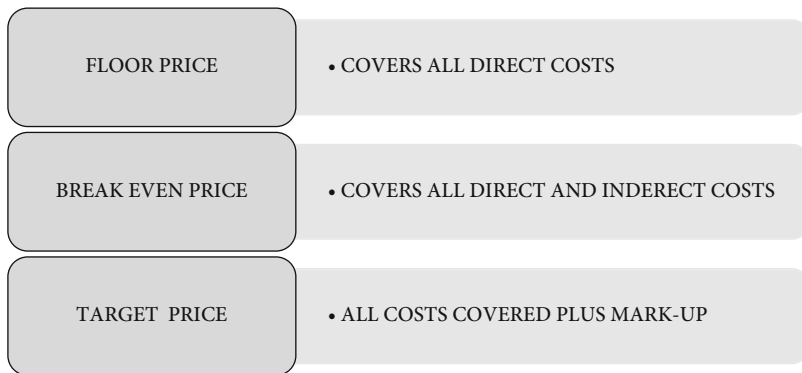 FLOOR PRICE
• COVERS ALL DIRECT COSTS
BREAK EVEN PRICE
• COVERS ALL DIRECT AND INDERECT COSTS
TARGET PRICE
• ALL COSTS COVERED PLUS MARK-UP